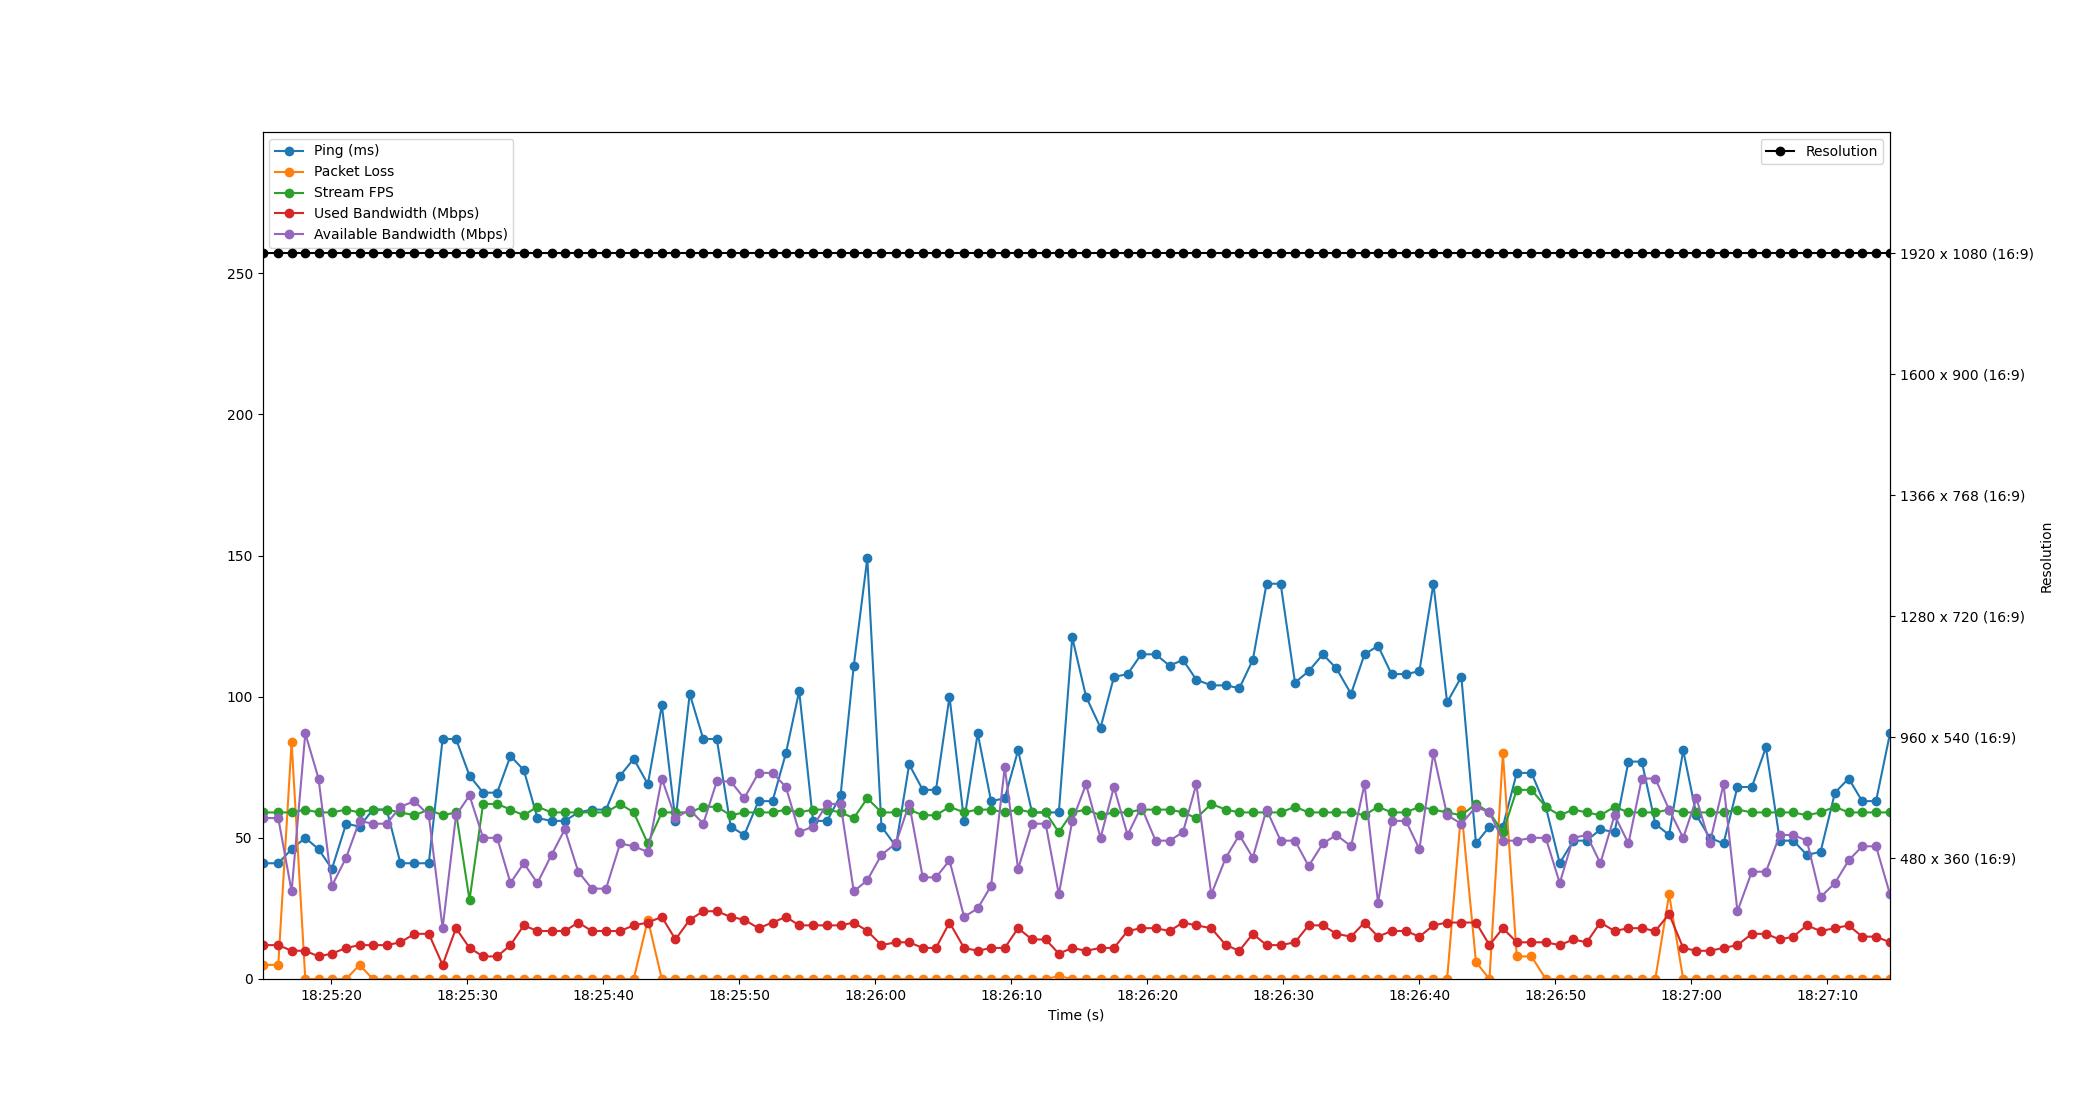 Ping (ms)
Packet Loss
Stream FPS
Used Bandwidth (Mbps)
Available Bandwidth (Mbps)
Resolution
250
200
150
100
50
0
1920 x 1080 (16:9)
1600 x 900 (16:9)
1366 x 768 (16:9)
1280 x 720 (16:9)
960 x 540 (16:9)
480 x 360 (16:9)
Resolution
18:25:20 18:25:30 18:25:40 18:25:50 18:26:00 18:26:10 18:26:20 18:26:30 18:26:40 18:26:50 18:27:00 18:27:10
Time (s)